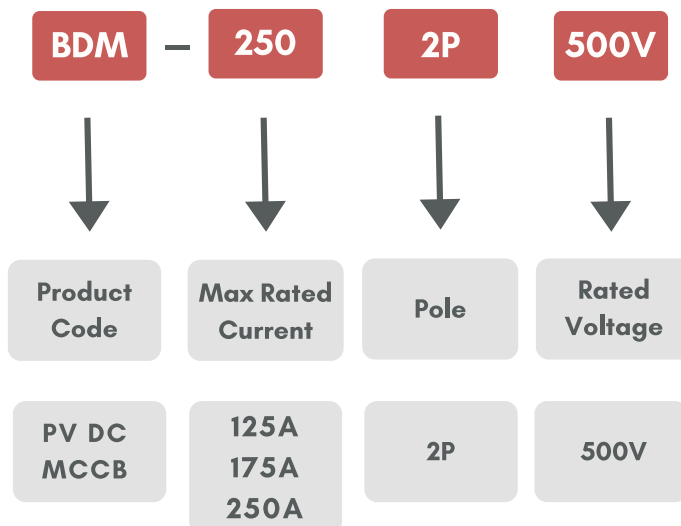 BDM – 250 2P 500V
Product Code
Max Rated Current
Pole
Rated Voltage
PV DC MCCB
125A
175A
250A
2P
500V